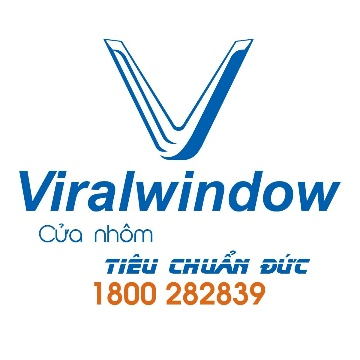 Viralwindow
Cửa nhôm
TIÊU CHUẨN ĐỨC
1800 282839